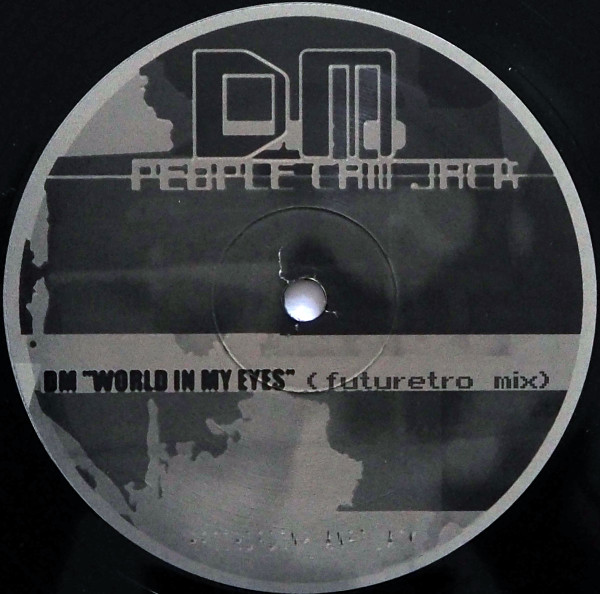 DM
PEOPLE CAN JACK
DM "WORLD IN MY EYES" (futuretro mix)